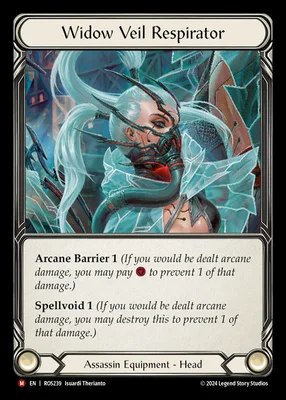 Widow Veil Respirator
Arcane Barrier 1 (If you would be dealt arcane
damage, you may pay to prevent 1 of that
damage.)
Spellvoid 1 (If you would be dealt arcane
damage, you may destroy this to prevent 1 of
that damage.)
Assassin Equipment - Head
M EN | ROS239 Isuardi Therianto
©2024 Legend Story Studios